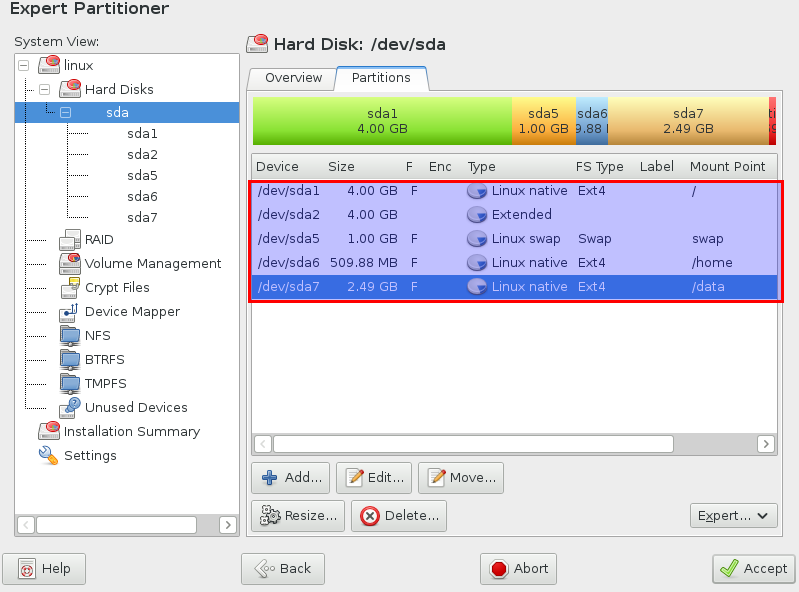 Expert Partitioner
System View:
linux
Hard Disks
sda
sda1
sda2
sda5
sda6
sda7
RAID
Volume Management
Crypt Files
Device Mapper
NFS
BTRFS
TMPFS
Unused Devices
Installation Summary
Settings
Hard Disk: /dev/sda
Overview Partitions
sda1 sda5 sda6 sda7
4.00 GB 1.00 GB 9.88 2.49 GB
Device Size F Enc Type FS Type Label Mount Point
/dev/sda1 4.00 GB F Linux native Ext4 /
/dev/sda2 4.00 GB Extended
/dev/sda5 1.00 GB F Linux swap Swap swap
/dev/sda6 509.88 MB F Linux native Ext4 /home
/dev/sda7 2.49 GB F Linux native Ext4 /data
Add... Edit... Move...
Resize... Delete... Expert...
Help Back Abort Accept